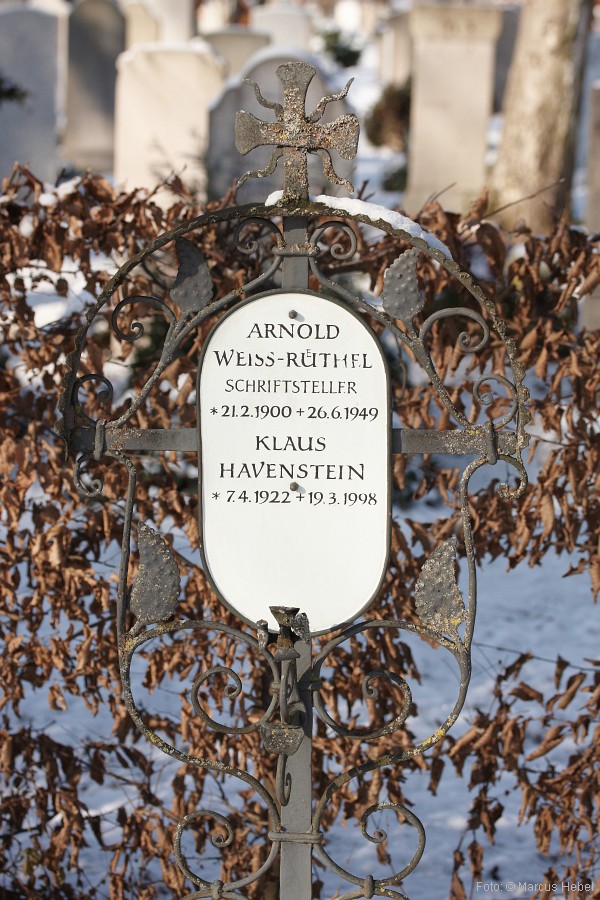 ARNOLD
WEISS-RÜTHEL
SCHRIFTSTELLER
* 21.2.1900 + 26.6.1949
KLAUS
HAVENSTEIN
* 7.4.1922 + 19.3.1998
Foto: © Marcus Hebel